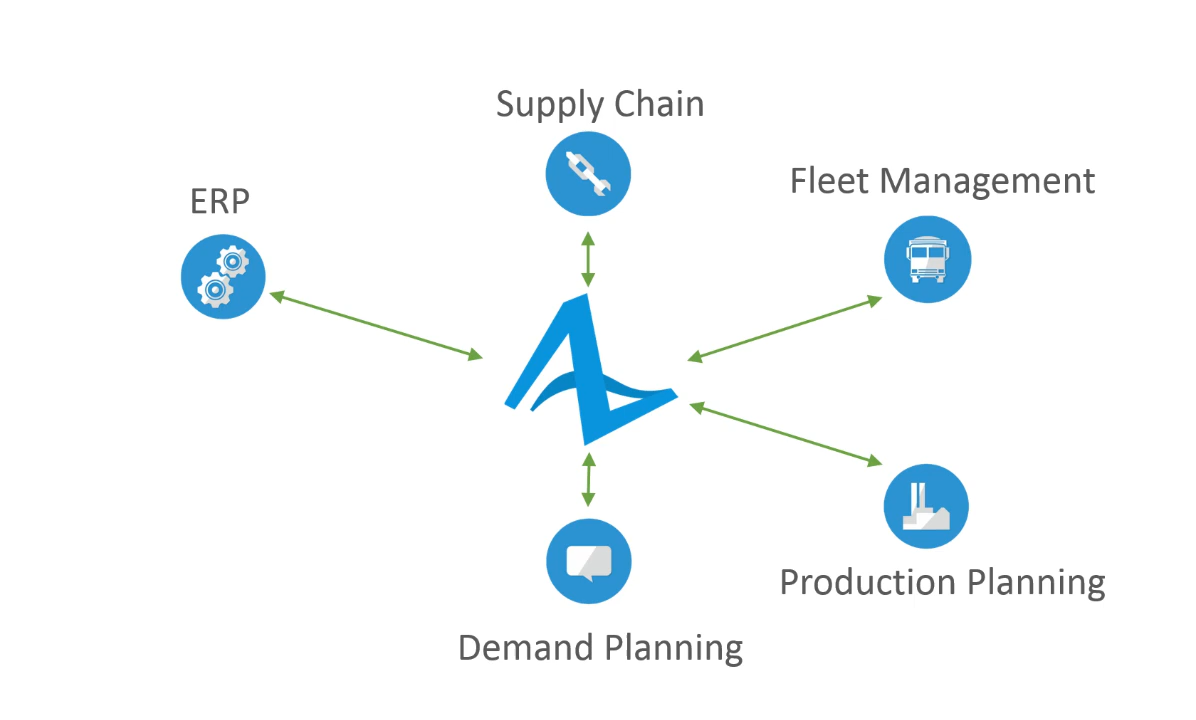 Supply Chain
Fleet Management
ERP
Production Planning
Demand Planning